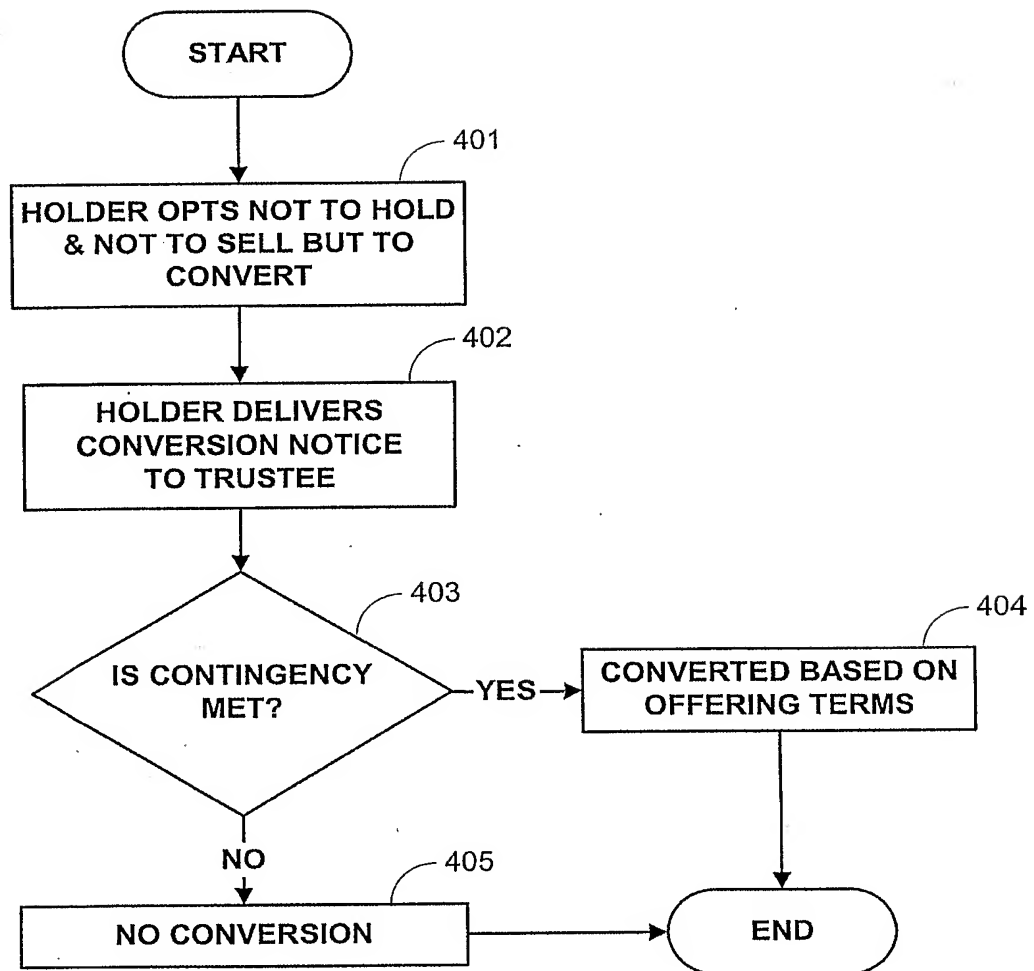 START
401
HOLDER OPTS NOT TO HOLD
& NOT TO SELL BUT TO
CONVERT
402
HOLDER DELIVERS
CONVERSION NOTICE
TO TRUSTEE
403
IS CONTINGENCY
MET?
YES
404
CONVERTED BASED ON
OFFERING TERMS
NO
405
NO CONVERSION
END